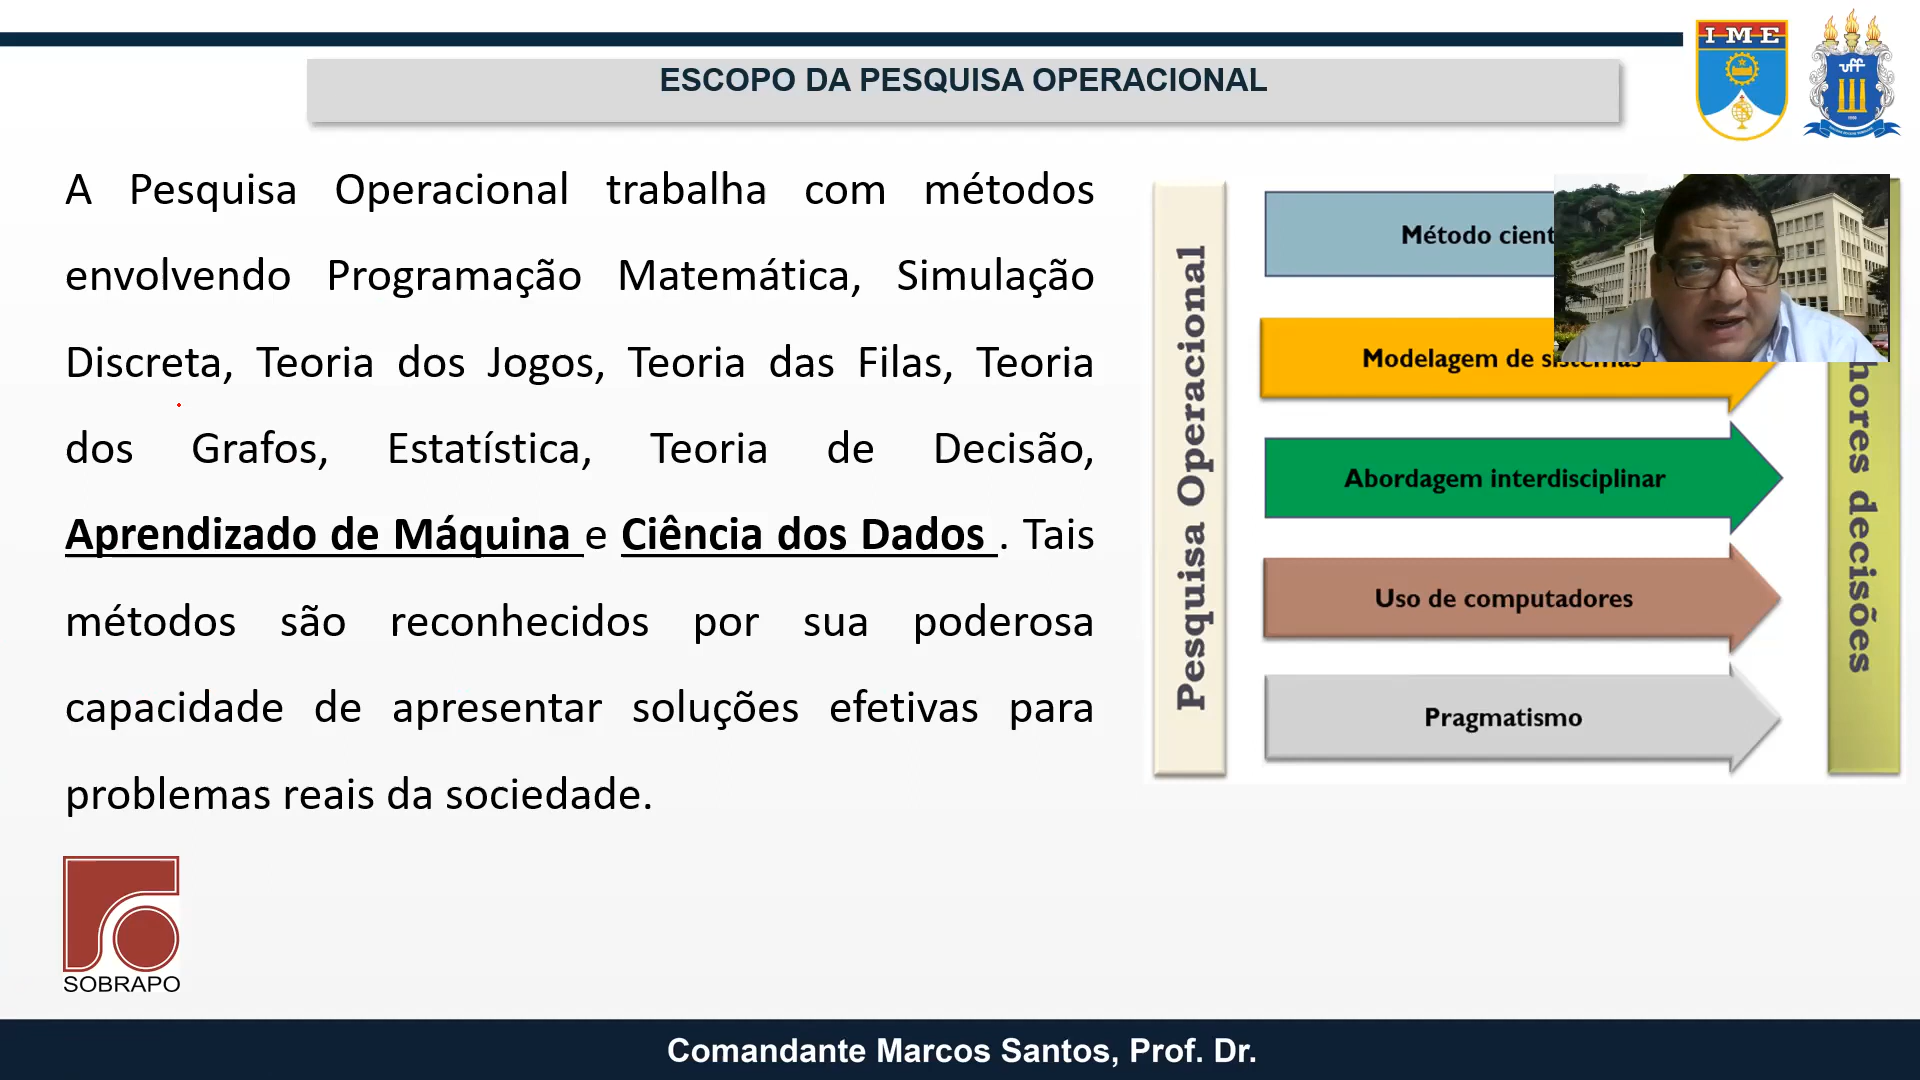 ESCOPO DA PESQUISA OPERACIONAL
I M E
uff
A Pesquisa Operacional trabalha com métodos
envolvendo Programação Matemática, Simulação
Discreta, Teoria dos Jogos, Teoria das Filas, Teoria
dos Grafos, Estatística, Teoria de Decisão,
Aprendizado de Máquina e Ciência dos Dados . Tais
métodos são reconhecidos por sua poderosa
capacidade de apresentar soluções efetivas para
problemas reais da sociedade.
Pesquisa Operacional
Método cient
Modelagem de sistemas
Abordagem interdisciplinar
Uso de computadores
Pragmatismo
hores decisões
SOBRAPO
Comandante Marcos Santos, Prof. Dr.